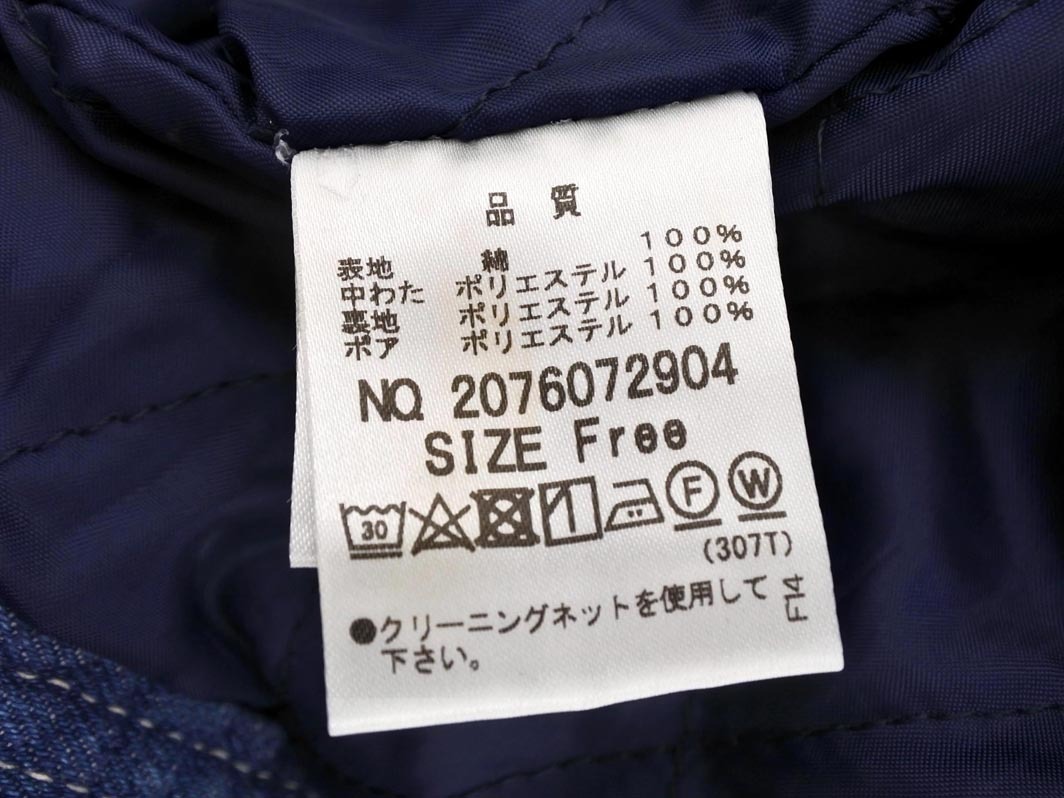 品 質
表地 綿 100%
中わた ポリエステル 100%
裏地 ポリエステル 100%
ボア ポリエステル 100%
NO. 2076072904
SIZE Free
30 F W
(307T)
F14
●クリーニングネットを使用して
下さい。